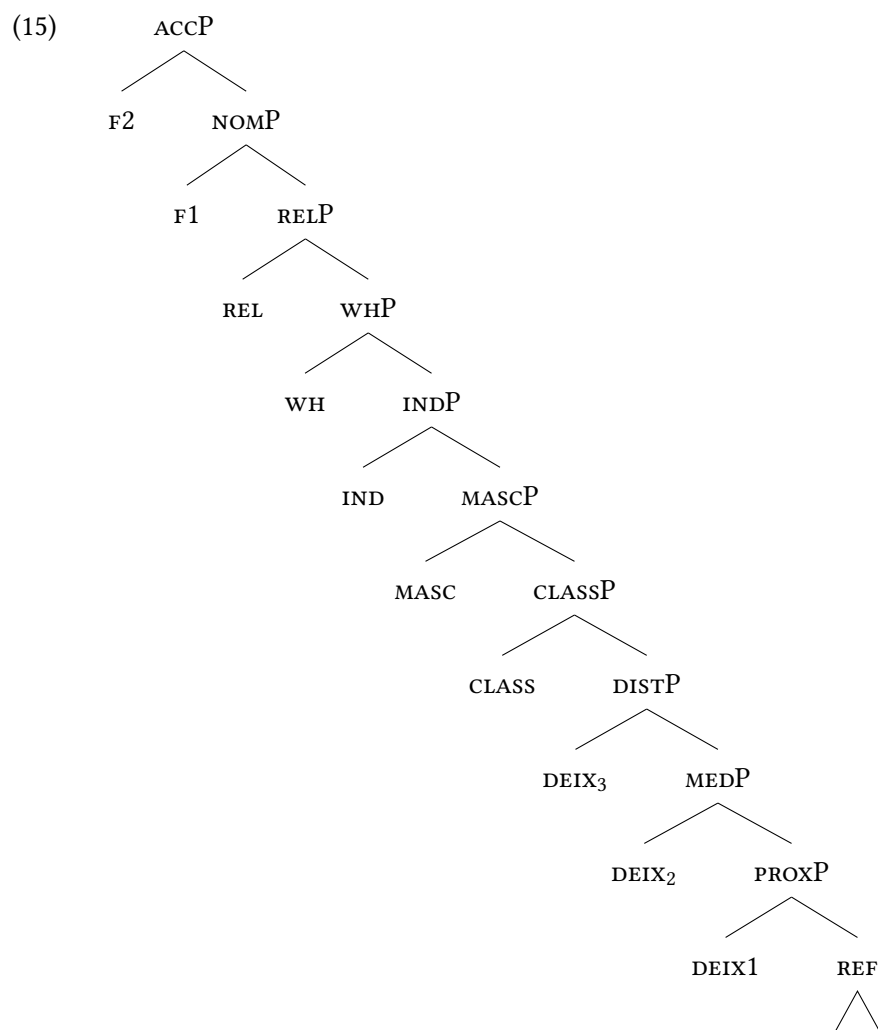 (15) ACCP
F2 NOMP
F1 RELP
REL WHP
WH INDP
IND MASCP
MASC CLASSP
CLASS DISTP
DEIX₃ MEDP
DEIX₂ PROXP
DEIX1 REF